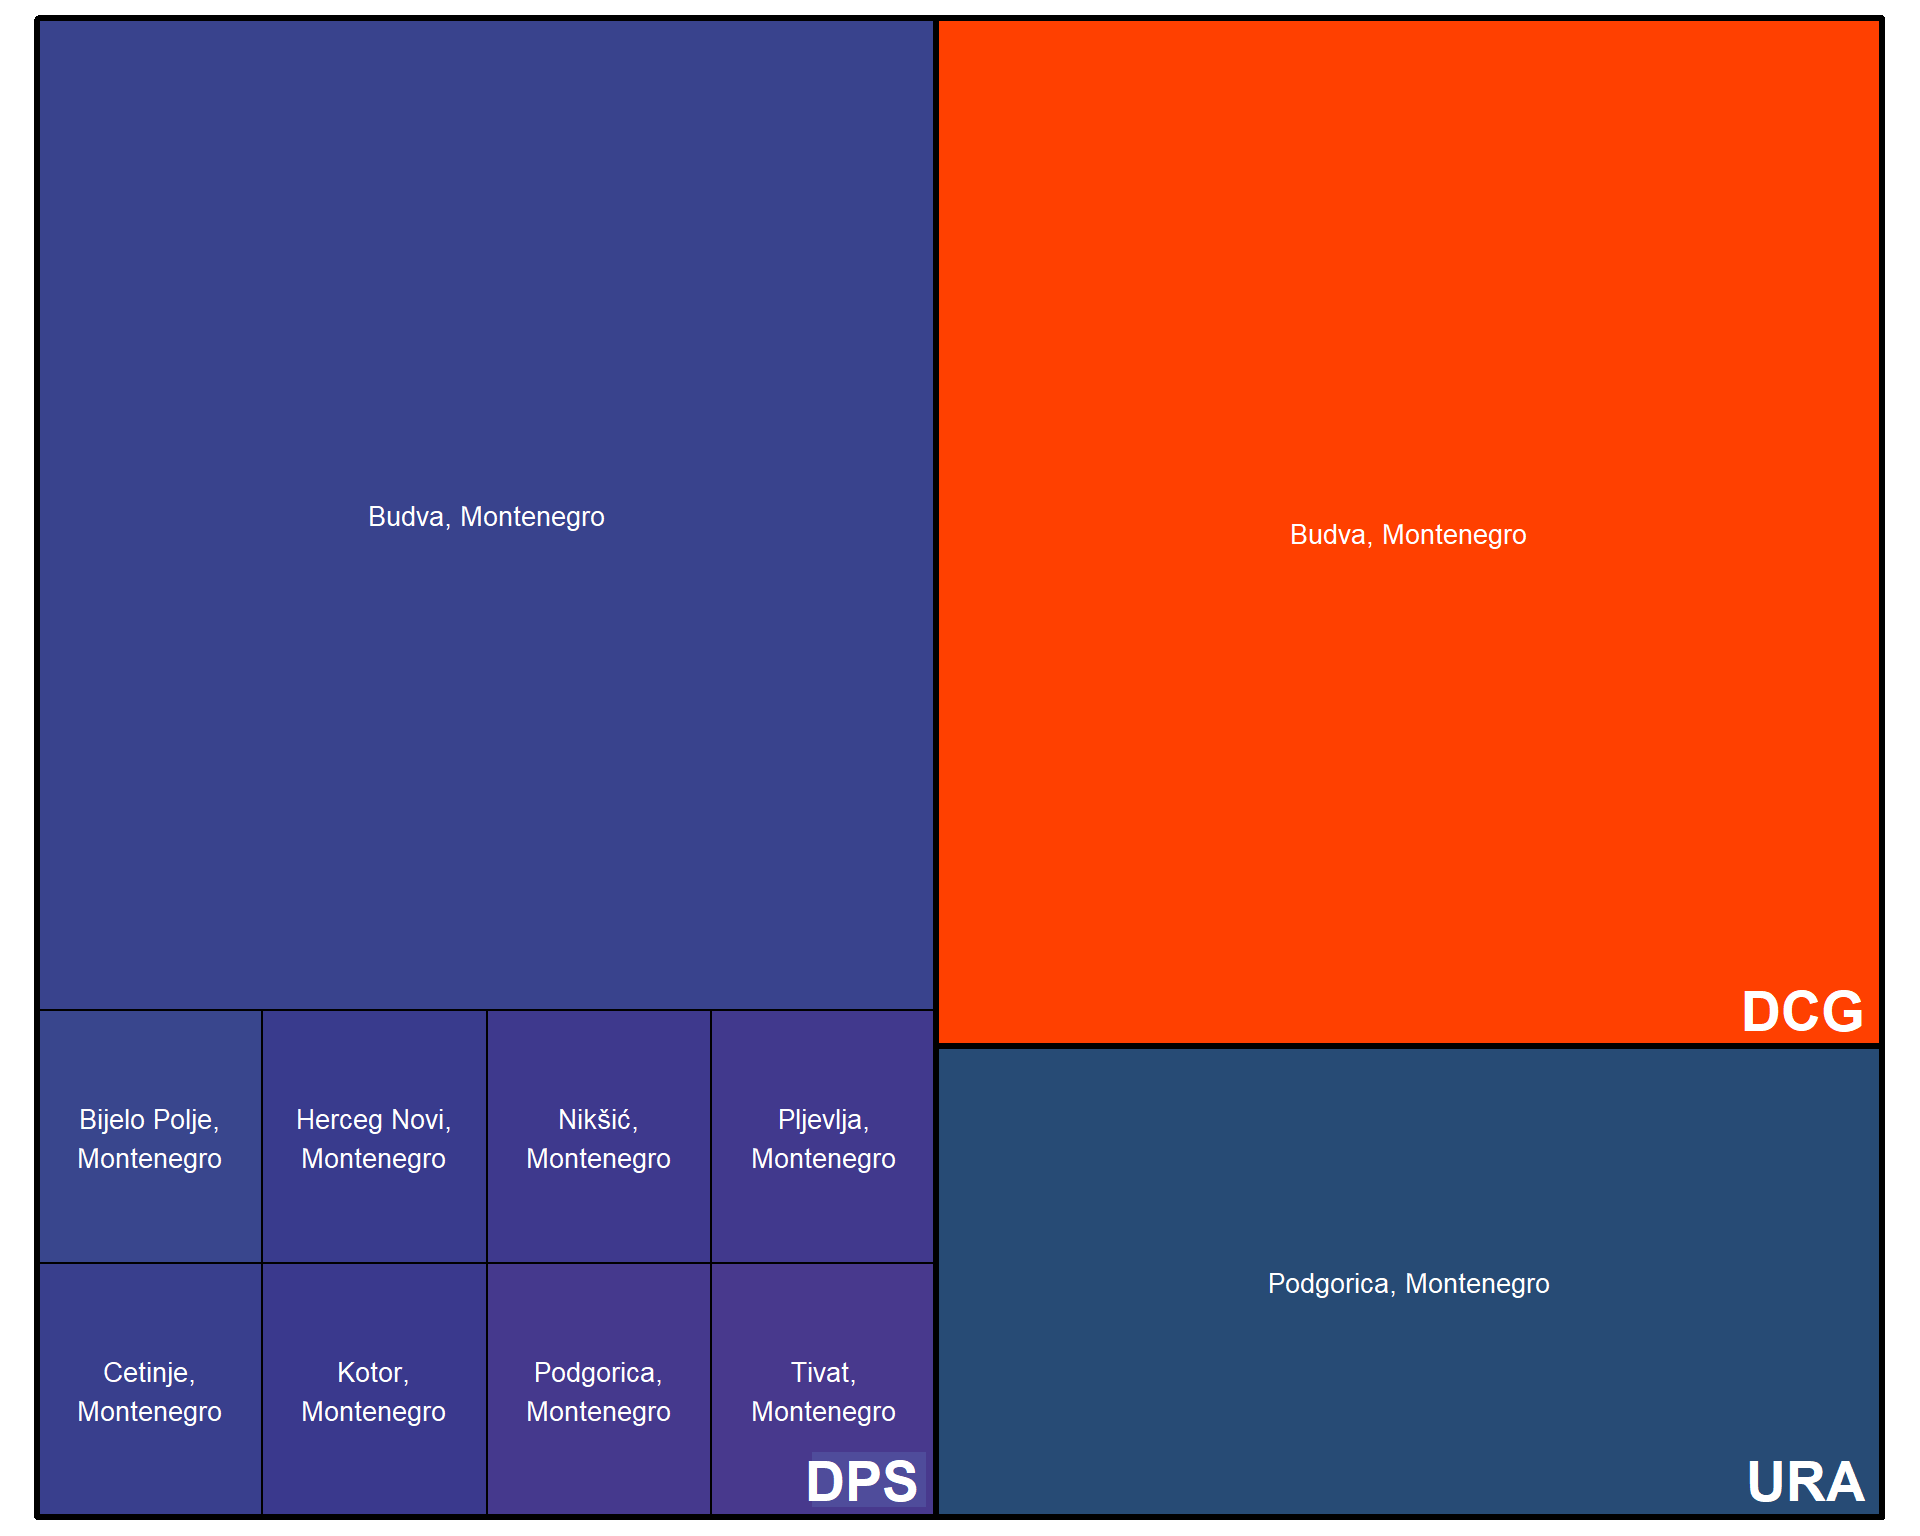 Budva, Montenegro
Bijelo Polje,
Montenegro
Herceg Novi,
Montenegro
Nikšić,
Montenegro
Pljevlja,
Montenegro
Cetinje,
Montenegro
Kotor,
Montenegro
Podgorica,
Montenegro
Tivat,
Montenegro
DPS
Budva, Montenegro
DCG
Podgorica, Montenegro
URA